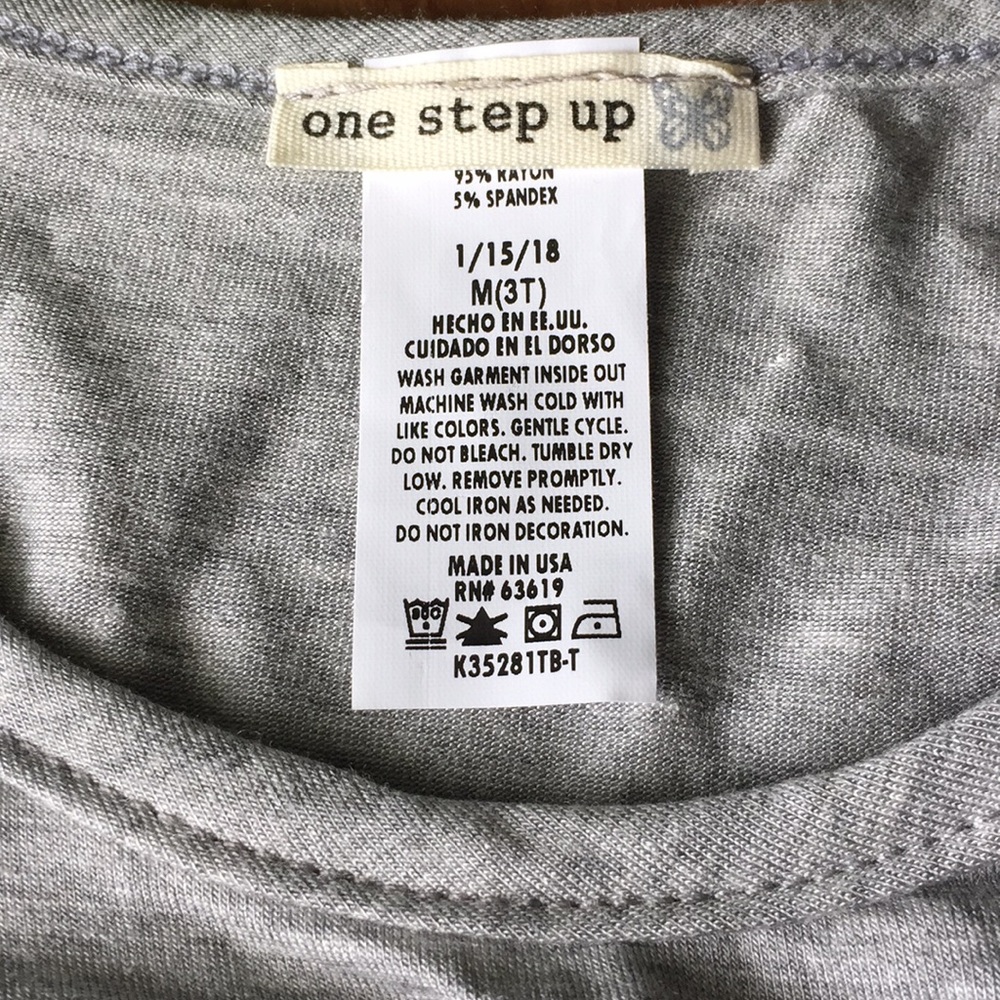 one step up
95% RAYON
5% SPANDEX
1/15/18
M(3T)
HECHO EN EE.UU.
CUIDADO EN EL DORSO
WASH GARMENT INSIDE OUT
MACHINE WASH COLD WITH
LIKE COLORS. GENTLE CYCLE.
DO NOT BLEACH. TUMBLE DRY
LOW. REMOVE PROMPTLY.
COOL IRON AS NEEDED.
DO NOT IRON DECORATION.
MADE IN USA
RN# 63619
K35281TB-T